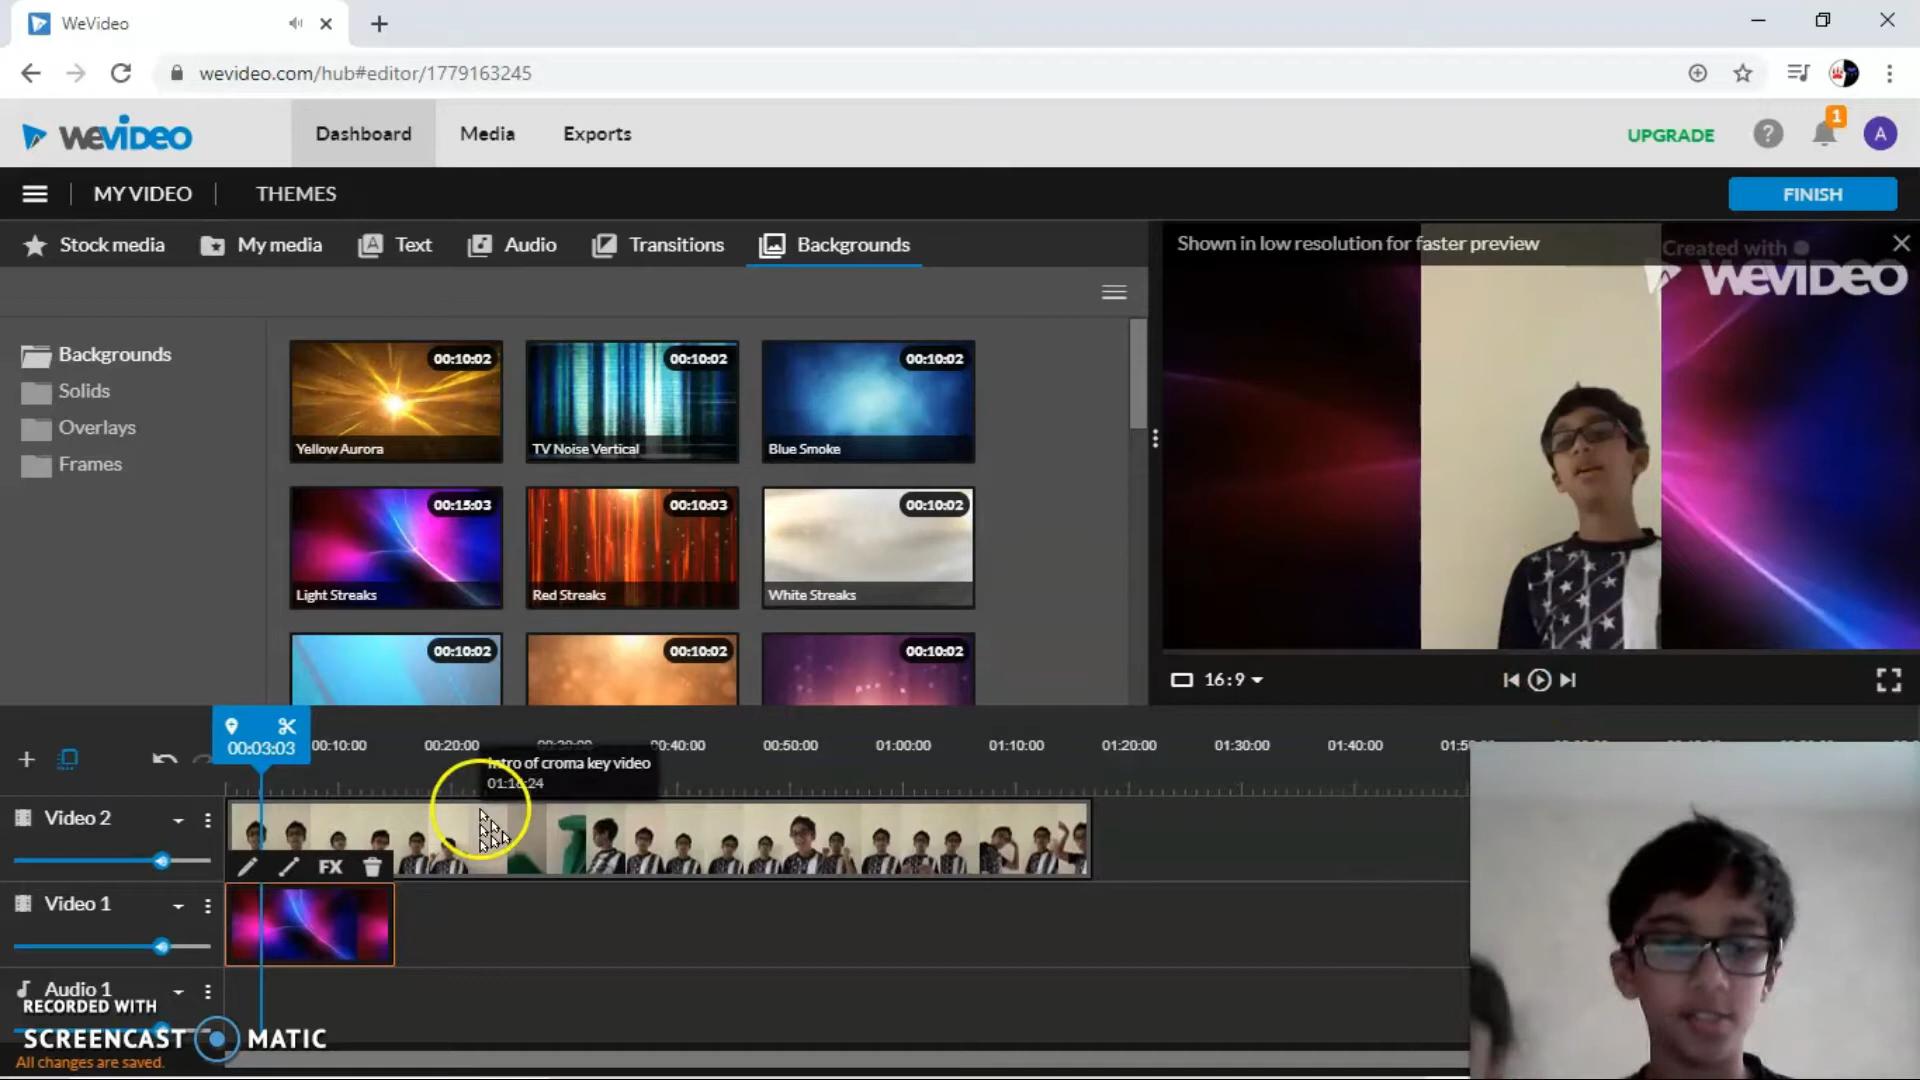 WeVideo
wevideo.com/hub#editor/1779163245
WEVIDEO
Dashboard
Media
Exports
UPGRADE
?
1
A
MY VIDEO
THEMES
FINISH
Stock media
My media
Text
Audio
Transitions
Backgrounds
Shown in low resolution for faster preview
Created with
WEVIDEO
Backgrounds
Solids
Overlays
Frames
00:10:02
Yellow Aurora
00:10:02
TV Noise Vertical
00:10:02
Blue Smoke
00:15:03
Light Streaks
00:10:03
Red Streaks
00:10:02
White Streaks
00:10:02
00:10:02
00:10:02
16:9
00:03:03
00:10:00
00:20:00
00:30:00
00:40:00
00:50:00
01:00:00
01:10:00
01:20:00
01:30:00
01:40:00
Intro of croma key video
Video 2
FX
Video 1
Audio 1
RECORDED WITH
SCREENCAST MATIC
All changes are saved.